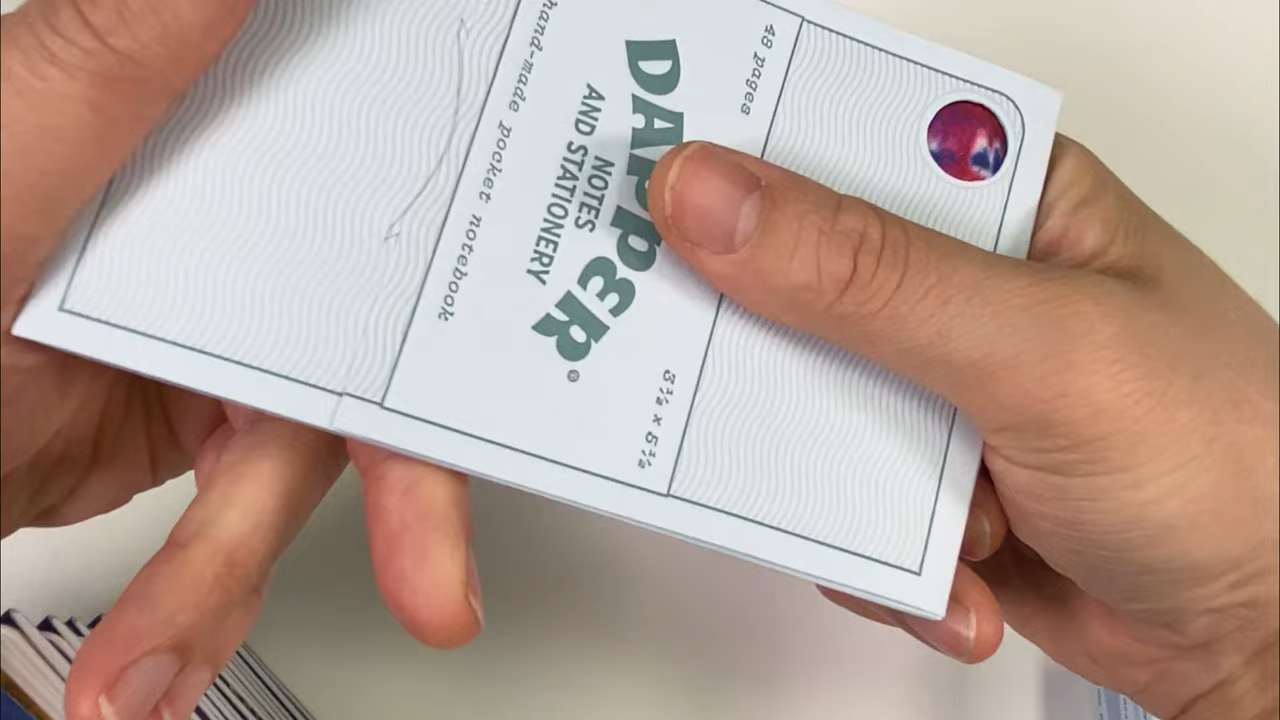 48 pages 3½ x 5½
DAPPER®
NOTES
AND STATIONERY
hand-made pocket notebook